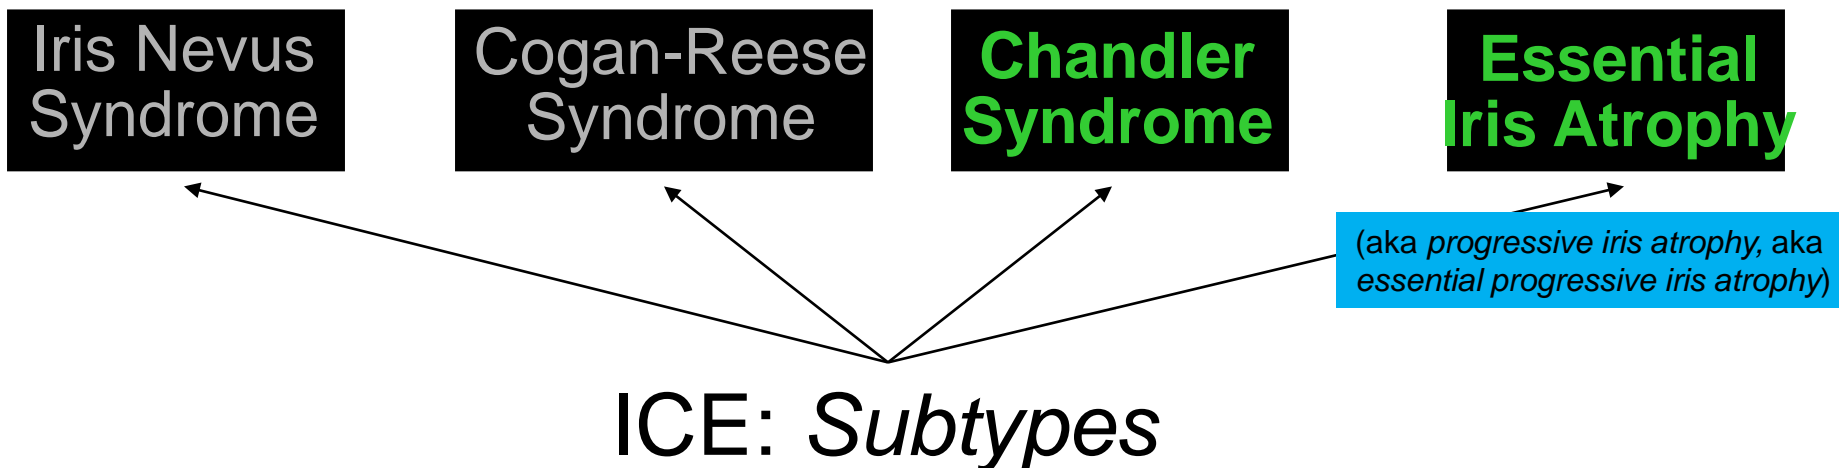 Iris Nevus
Syndrome
Cogan-Reese
Syndrome
Chandler
Syndrome
Essential
Iris Atrophy
(aka progressive iris atrophy, aka
essential progressive iris atrophy)
ICE: Subtypes